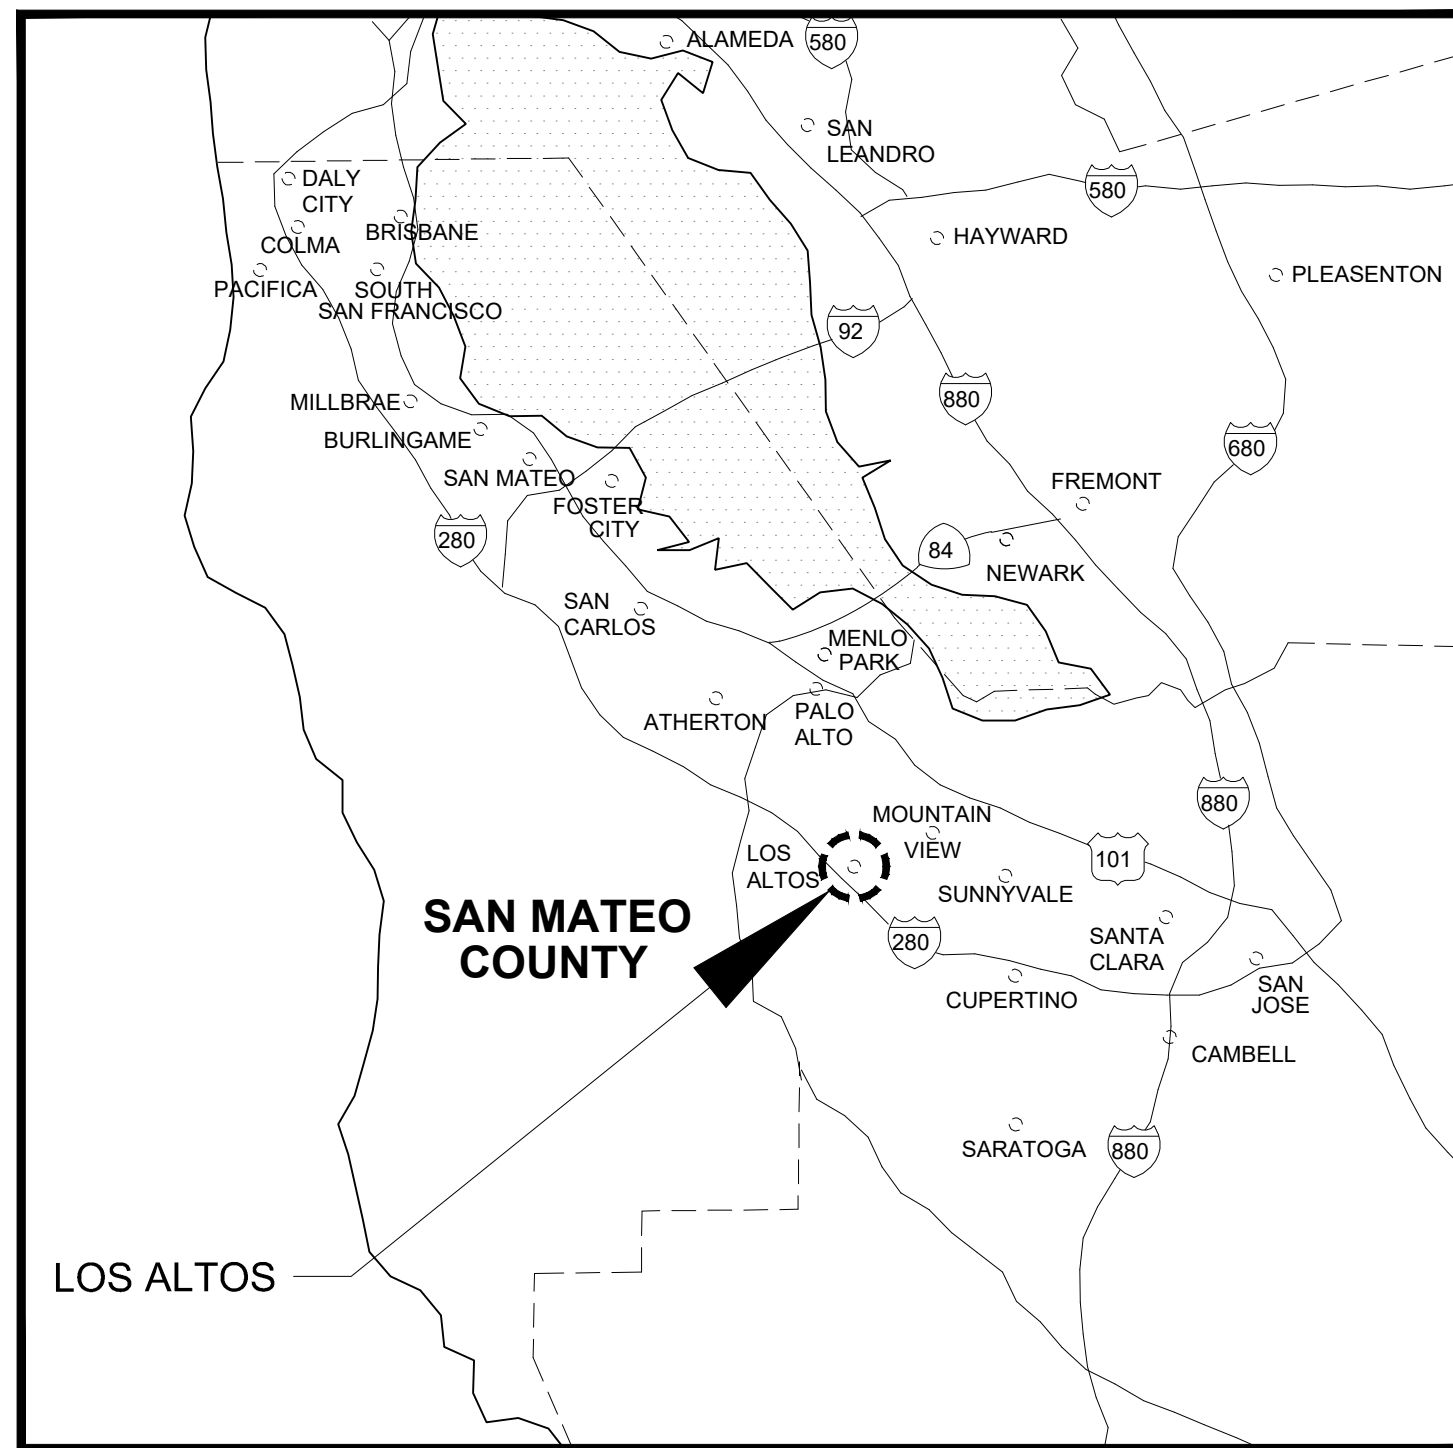 ALAMEDA
580
SAN
LEANDRO
DALY
CITY
580
BRISBANE
COLMA
HAYWARD
PLEASENTON
PACIFICA
SOUTH
SAN FRANCISCO
92
MILLBRAE
880
BURLINGAME
680
SAN MATEO
FREMONT
FOSTER
CITY
280
84
NEWARK
SAN
CARLOS
MENLO
PARK
ATHERTON
PALO
ALTO
880
MOUNTAIN
VIEW
LOS
ALTOS
101
SUNNYVALE
SAN MATEO
COUNTY
280
SANTA
CLARA
CUPERTINO
SAN
JOSE
CAMBELL
SARATOGA
880
LOS ALTOS